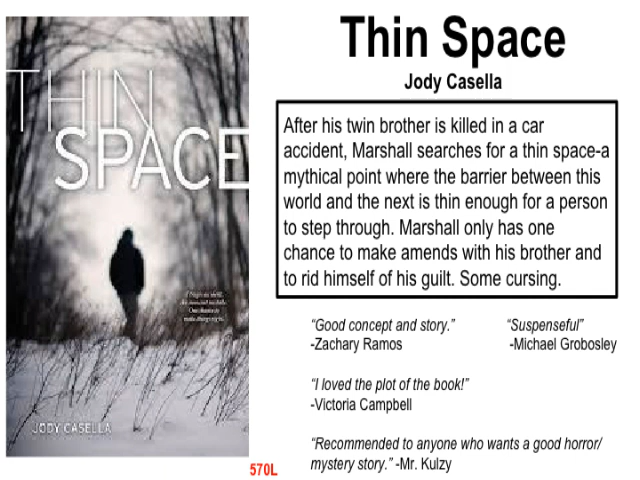 THIN
SPACE
JODY CASELLA
Thin Space
Jody Casella
After his twin brother is killed in a car
accident, Marshall searches for a thin space-a
mythical point where the barrier between this
world and the next is thin enough for a person
to step through. Marshall only has one
chance to make amends with his brother and
to rid himself of his guilt. Some cursing.
“Good concept and story.”
-Zachary Ramos
“Suspenseful”
-Michael Grobosley
“I loved the plot of the book!”
-Victoria Campbell
“Recommended to anyone who wants a good horror/
mystery story.” -Mr. Kulzy
570L